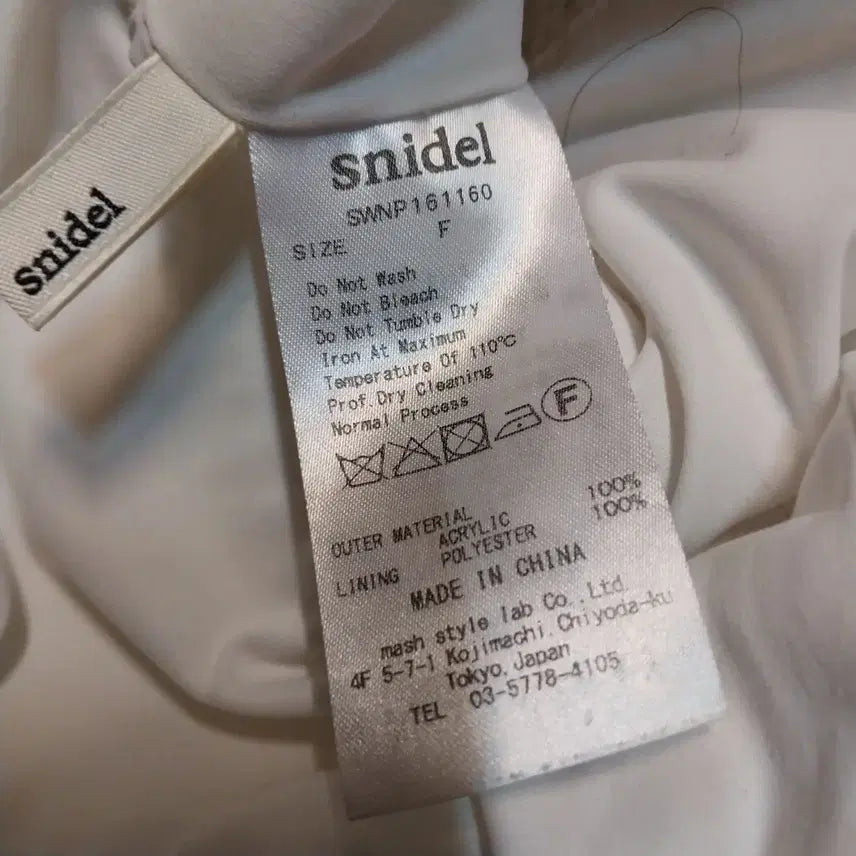 snidel
snidel
SWNP161160
SIZE F
Do Not Wash
Do Not Bleach
Do Not Tumble Dry
Iron At Maximum
Temperature Of 110℃
Prof.Dry Cleaning
Normal Process
F
OUTER MATERIAL
ACRYLIC 100%
LINING POLYESTER 100%
MADE IN CHINA
mash style lab Co.,Ltd.
4F 5-7-1 Kojimachi,Chiyoda-ku
Tokyo,Japan
TEL 03-5778-4105